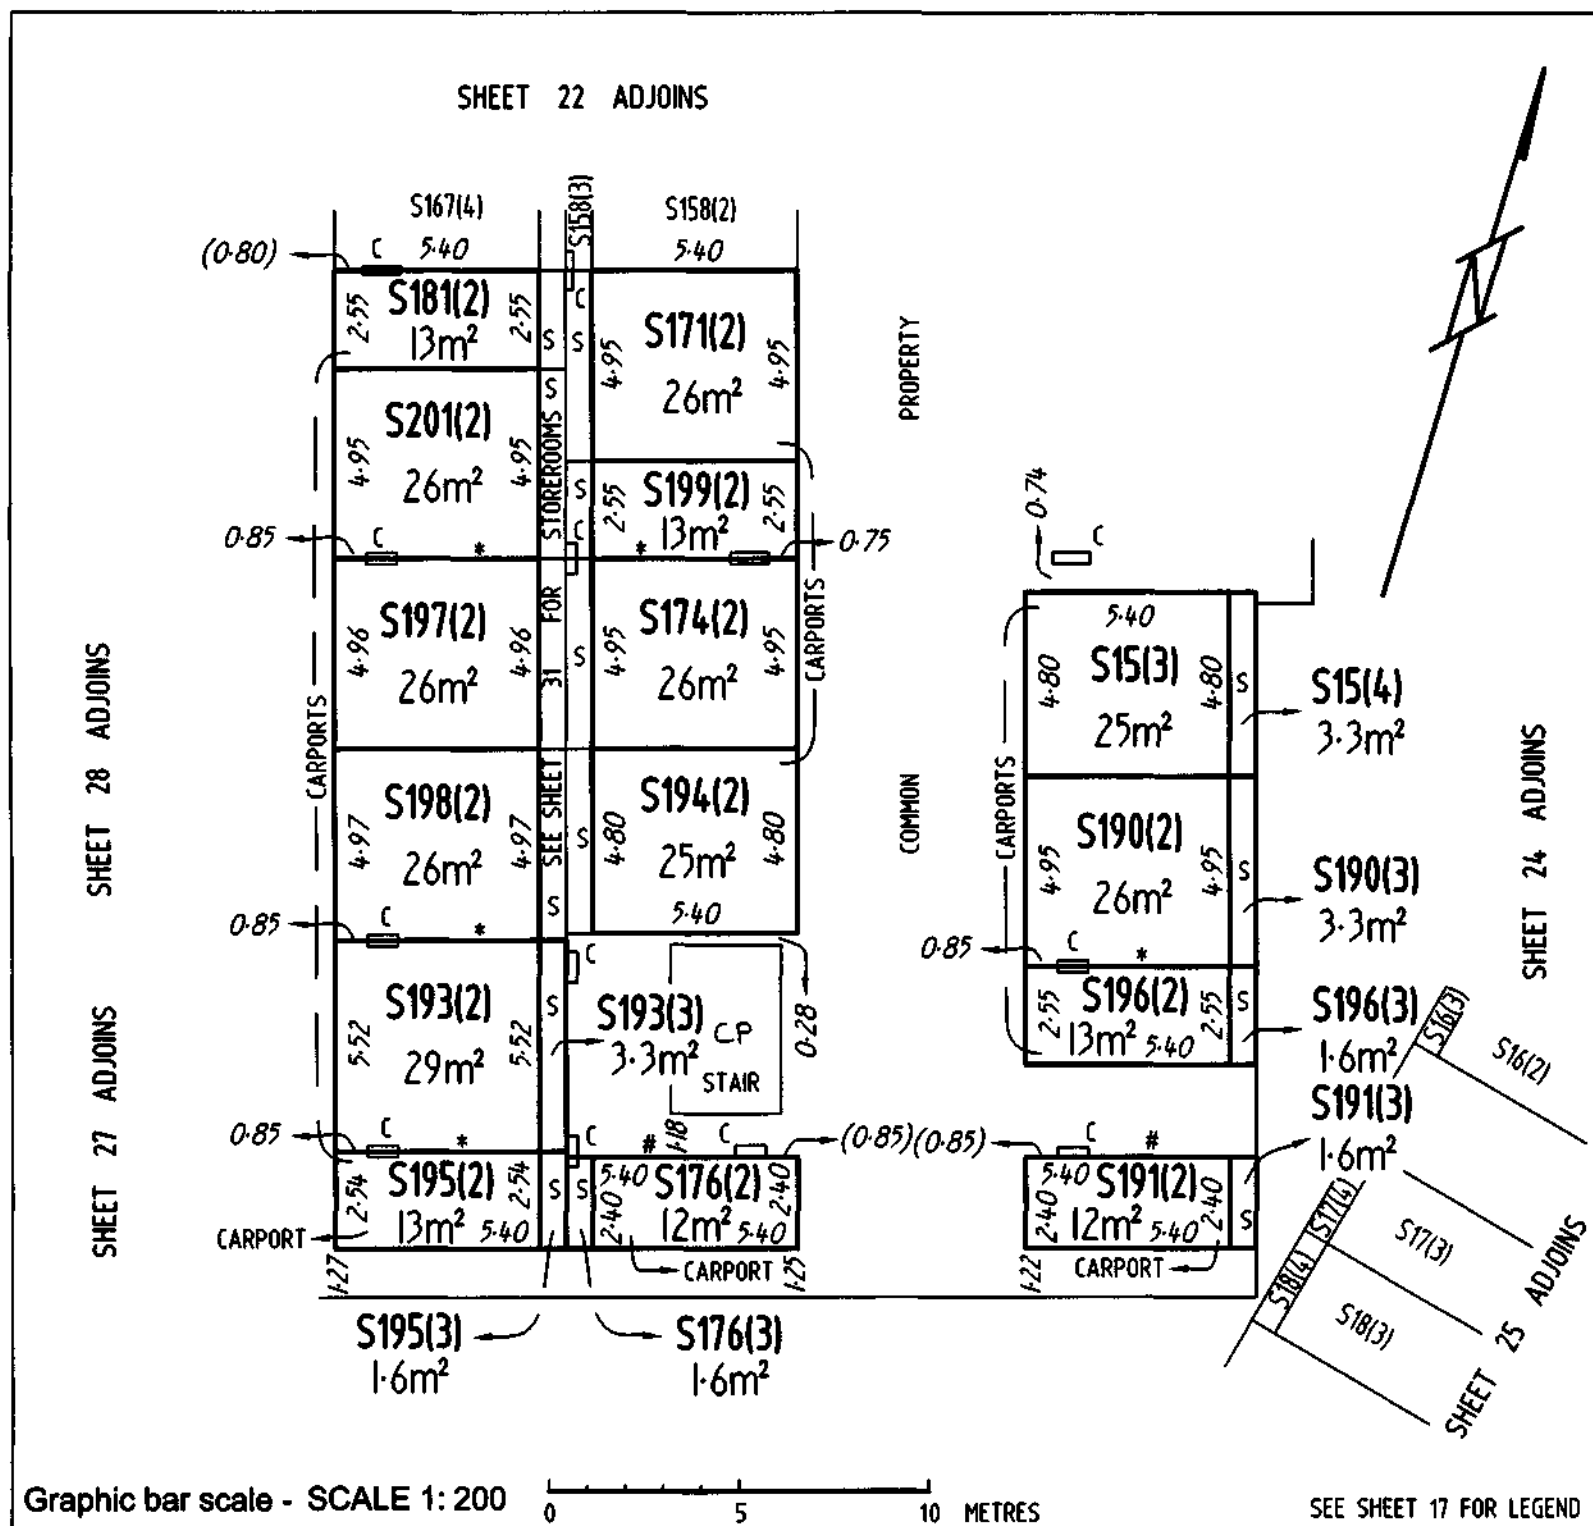 SHEET 22 ADJOINS
S167(4)
S158(3)
S158(2)
(0·80)
C
5·40
5·40
S181(2)
13m²
2·55
2·55
S
C
S
S171(2)
26m²
4·95
4·95
PROPERTY
S201(2)
26m²
4·95
4·95
S
SEE SHEET 31 FOR STOREROOMS
S199(2)
13m²
2·55
2·55
S
C
0·85
C
*
*
0·75
0·74
C
S197(2)
26m²
4·96
4·96
S
S174(2)
26m²
4·95
4·95
CARPORTS
CARPORTS
5·40
S15(3)
25m²
4·80
4·80
S
S15(4)
3·3m²
SHEET 28 ADJOINS
S198(2)
26m²
4·97
4·97
S
S
S194(2)
25m²
4·80
4·80
5·40
COMMON
CARPORTS
S190(2)
26m²
4·95
4·95
S
S190(3)
3·3m²
SHEET 24 ADJOINS
0·85
C
*
C
0·28
0·85
C
*
S193(2)
29m²
5·52
5·52
S
S193(3)
3·3m²
C.P
STAIR
S196(2)
13m²
5·40
2·55
2·55
S
S196(3)
1·6m²
S16(3)
S16(2)
SHEET 27 ADJOINS
0·85
C
*
C
#
1·18
C
(0·85)
(0·85)
C
#
S191(3)
1·6m²
S195(2)
13m²
5·40
2·54
2·54
S
S
5·40
S176(2)
12m²
5·40
2·40
2·40
5·40
S191(2)
12m²
5·40
2·40
2·40
S
S17(4)
S17(3)
CARPORT
CARPORT
CARPORT
1·27
1·25
1·22
S18(4)
S18(3)
SHEET 25 ADJOINS
S195(3)
1·6m²
S176(3)
1·6m²
Graphic bar scale - SCALE 1: 200
0 5 10 METRES
SEE SHEET 17 FOR LEGEND